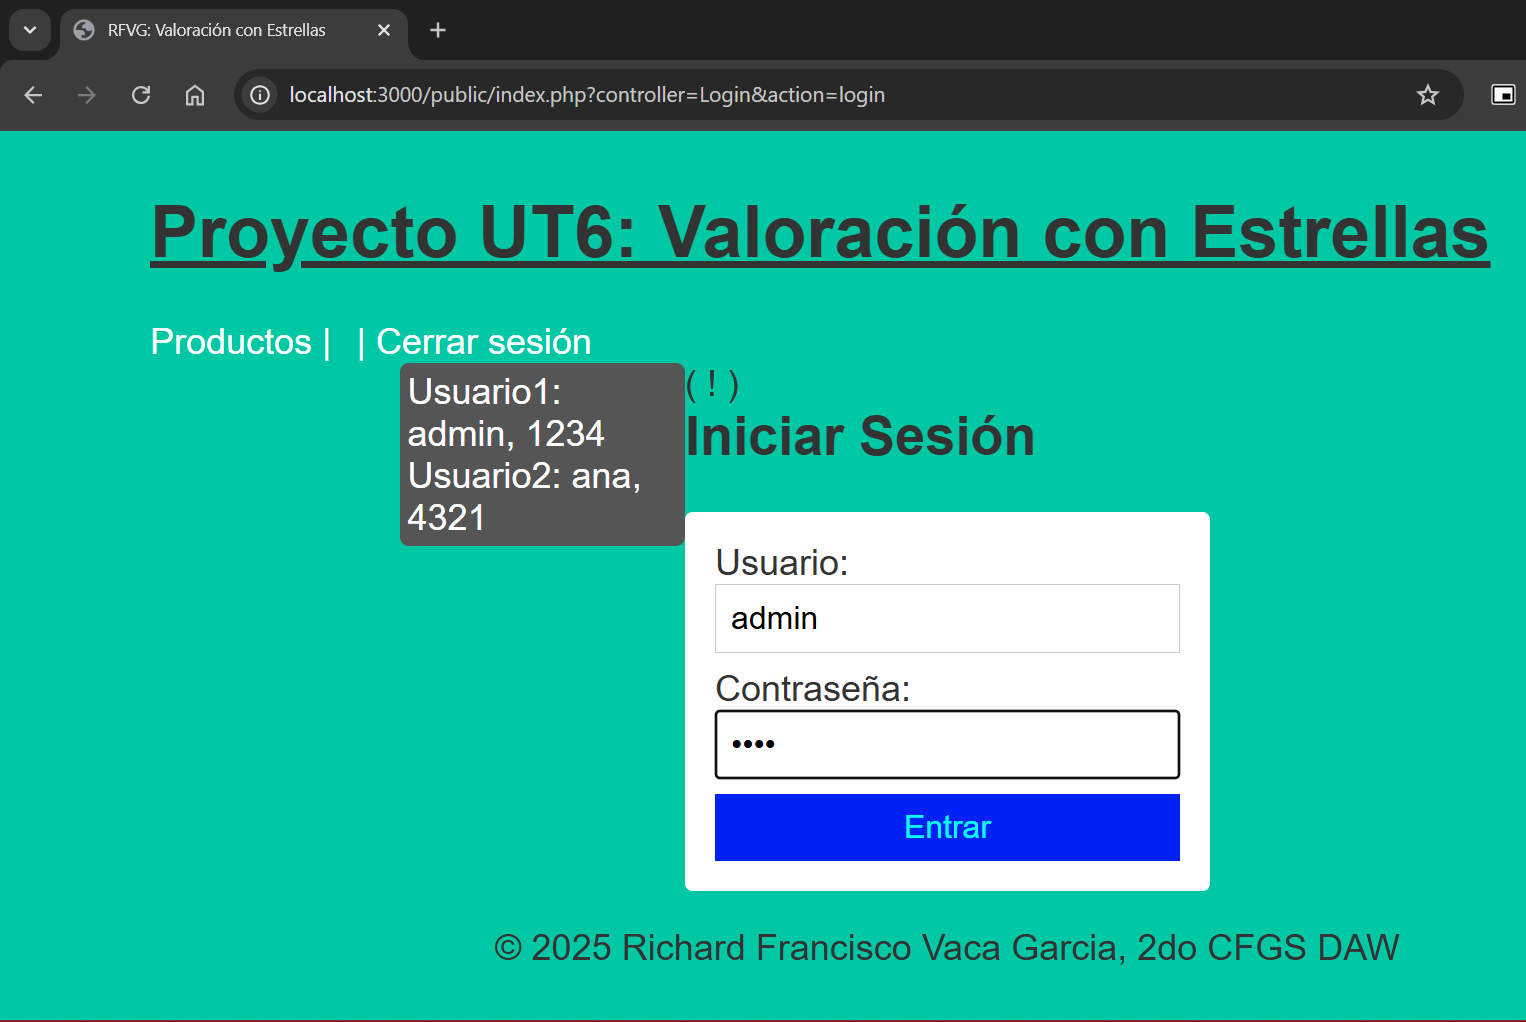 RFVG: Valoración con Estrellas
localhost:3000/public/index.php?controller=Login&action=login
Proyecto UT6: Valoración con Estrellas
Productos | | Cerrar sesión
Usuario1:
admin, 1234
Usuario2: ana,
4321
( ! )
Iniciar Sesión
Usuario:
admin
Contraseña:
••••
Entrar
© 2025 Richard Francisco Vaca Garcia, 2do CFGS DAW